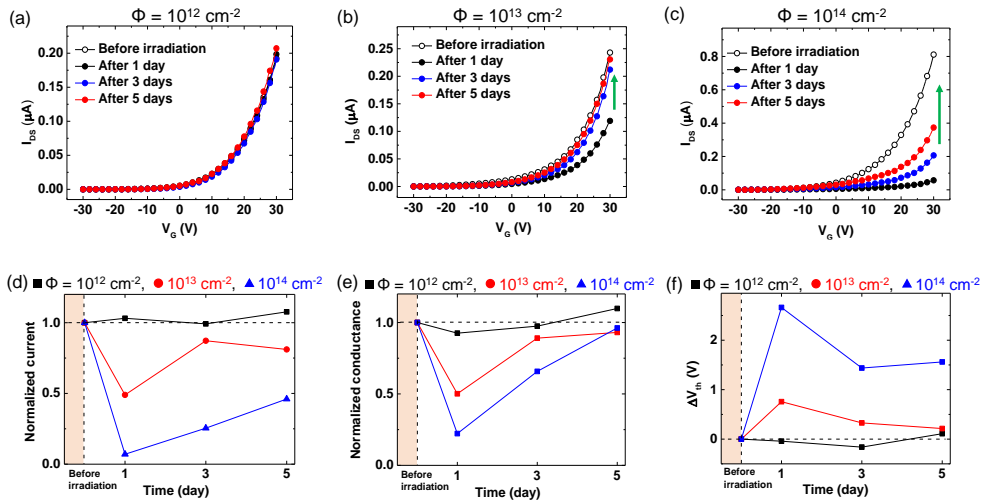 (a)
Φ = 10¹² cm⁻²
Before irradiation
After 1 day
After 3 days
After 5 days
I_DS (µA)
0.20
0.15
0.10
0.05
0.00
-30 -20 -10 0 10 20 30
V_G (V)
(b)
Φ = 10¹³ cm⁻²
Before irradiation
After 1 day
After 3 days
After 5 days
I_DS (µA)
0.25
0.20
0.15
0.10
0.05
0.00
-30 -20 -10 0 10 20 30
V_G (V)
(c)
Φ = 10¹⁴ cm⁻²
Before irradiation
After 1 day
After 3 days
After 5 days
I_DS (µA)
0.8
0.6
0.4
0.2
0.0
-30 -20 -10 0 10 20 30
V_G (V)
(d)
Φ = 10¹² cm⁻², 10¹³ cm⁻², 10¹⁴ cm⁻²
Normalized current
1.0
0.5
0.0
Before
irradiation
1 3 5
Time (day)
(e)
Φ = 10¹² cm⁻², 10¹³ cm⁻², 10¹⁴ cm⁻²
Normalized conductance
1.0
0.5
0.0
Before
irradiation
1 3 5
Time (day)
(f)
Φ = 10¹² cm⁻², 10¹³ cm⁻², 10¹⁴ cm⁻²
ΔV_th (V)
2
1
0
Before
irradiation
1 3 5
Time (day)